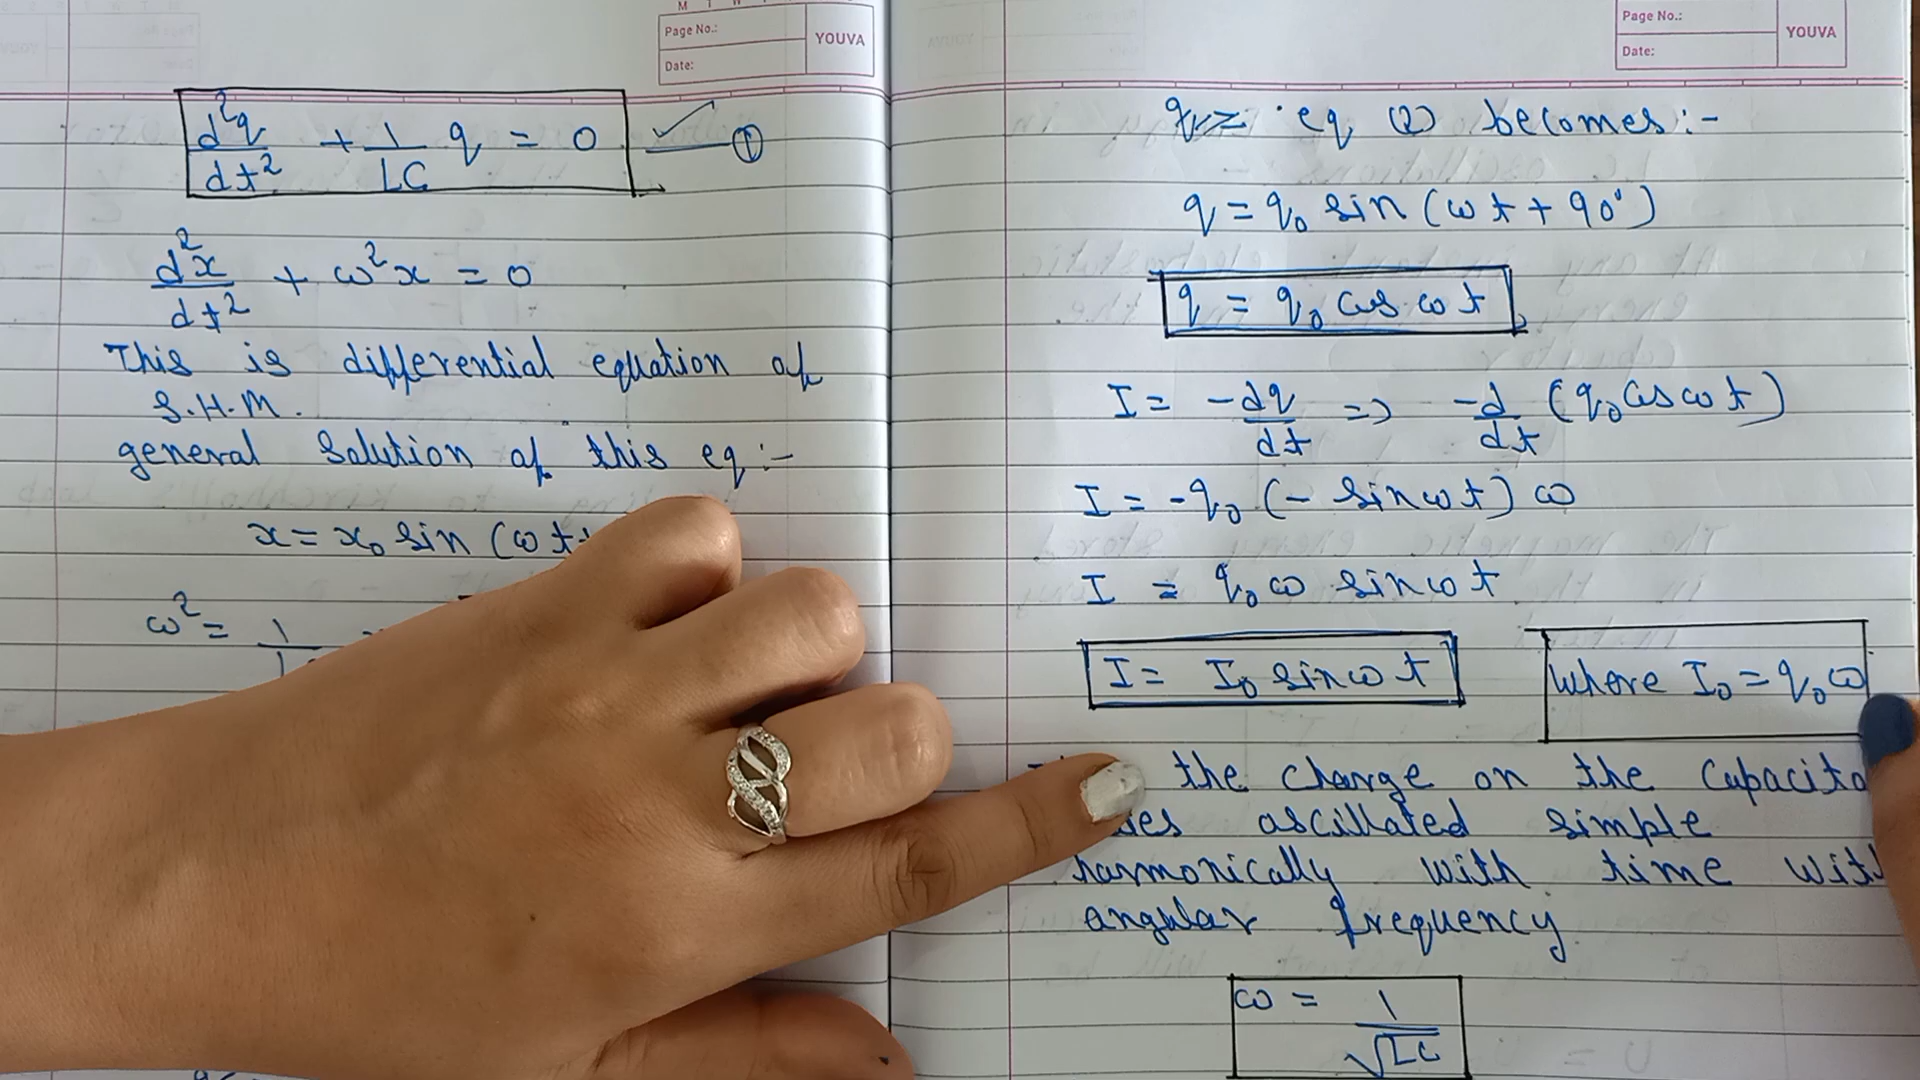 Page No.:
Date:
YOUVA
d²q/dt² + 1/LC q = 0 ✓ — ①
d²x/dt² + ω²x = 0
This is differential equation of
S.H.M.
general solution of this eq :-
x = x₀ sin (ωt+
ω² = 1/
Page No.:
Date:
YOUVA
eq (2) becomes :-
q = q₀ sin (ωt + 90°)
q = q₀ cos ωt
I = -dq/dt => -d/dt (q₀ cos ωt)
I = -q₀ (- sin ωt) ω
I = q₀ω sin ωt
I = I₀ sin ωt
Where I₀ = q₀ω
the charge on the Capacito
oscillated simple
harmonically with time with
angular frequency
ω = 1/√LC